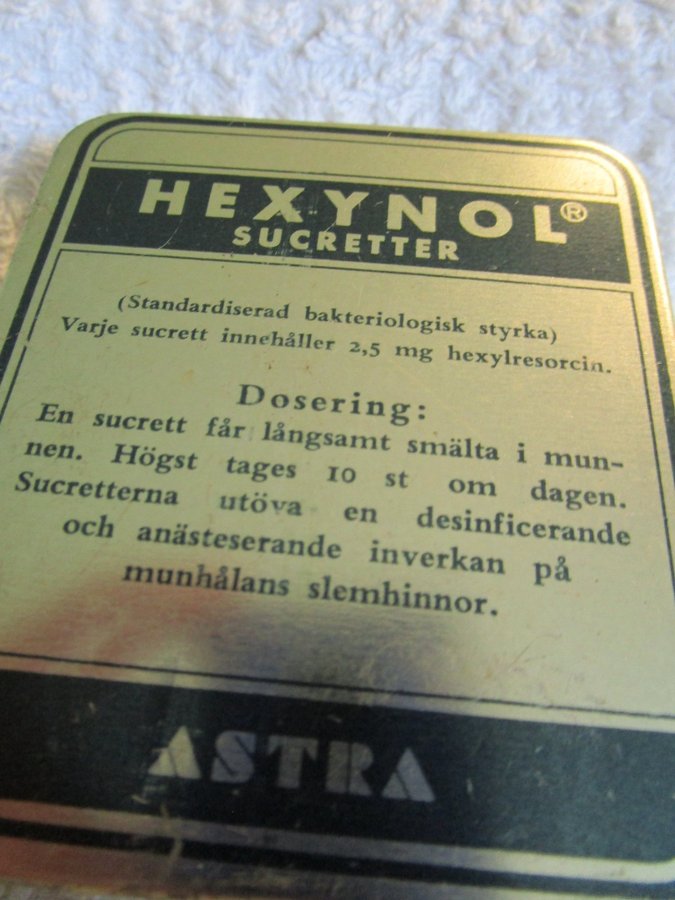 HEXYNOL®
SUCRETTER
(Standardiserad bakteriologisk styrka)
Varje sucrett innehåller 2,5 mg hexylresorcin.
Dosering:
En sucrett får långsamt smälta i mun-
nen. Högst tages 10 st om dagen.
Sucretterna utöva en desinficerande
och anästeserande inverkan på
munhålans slemhinnor.
ASTRA